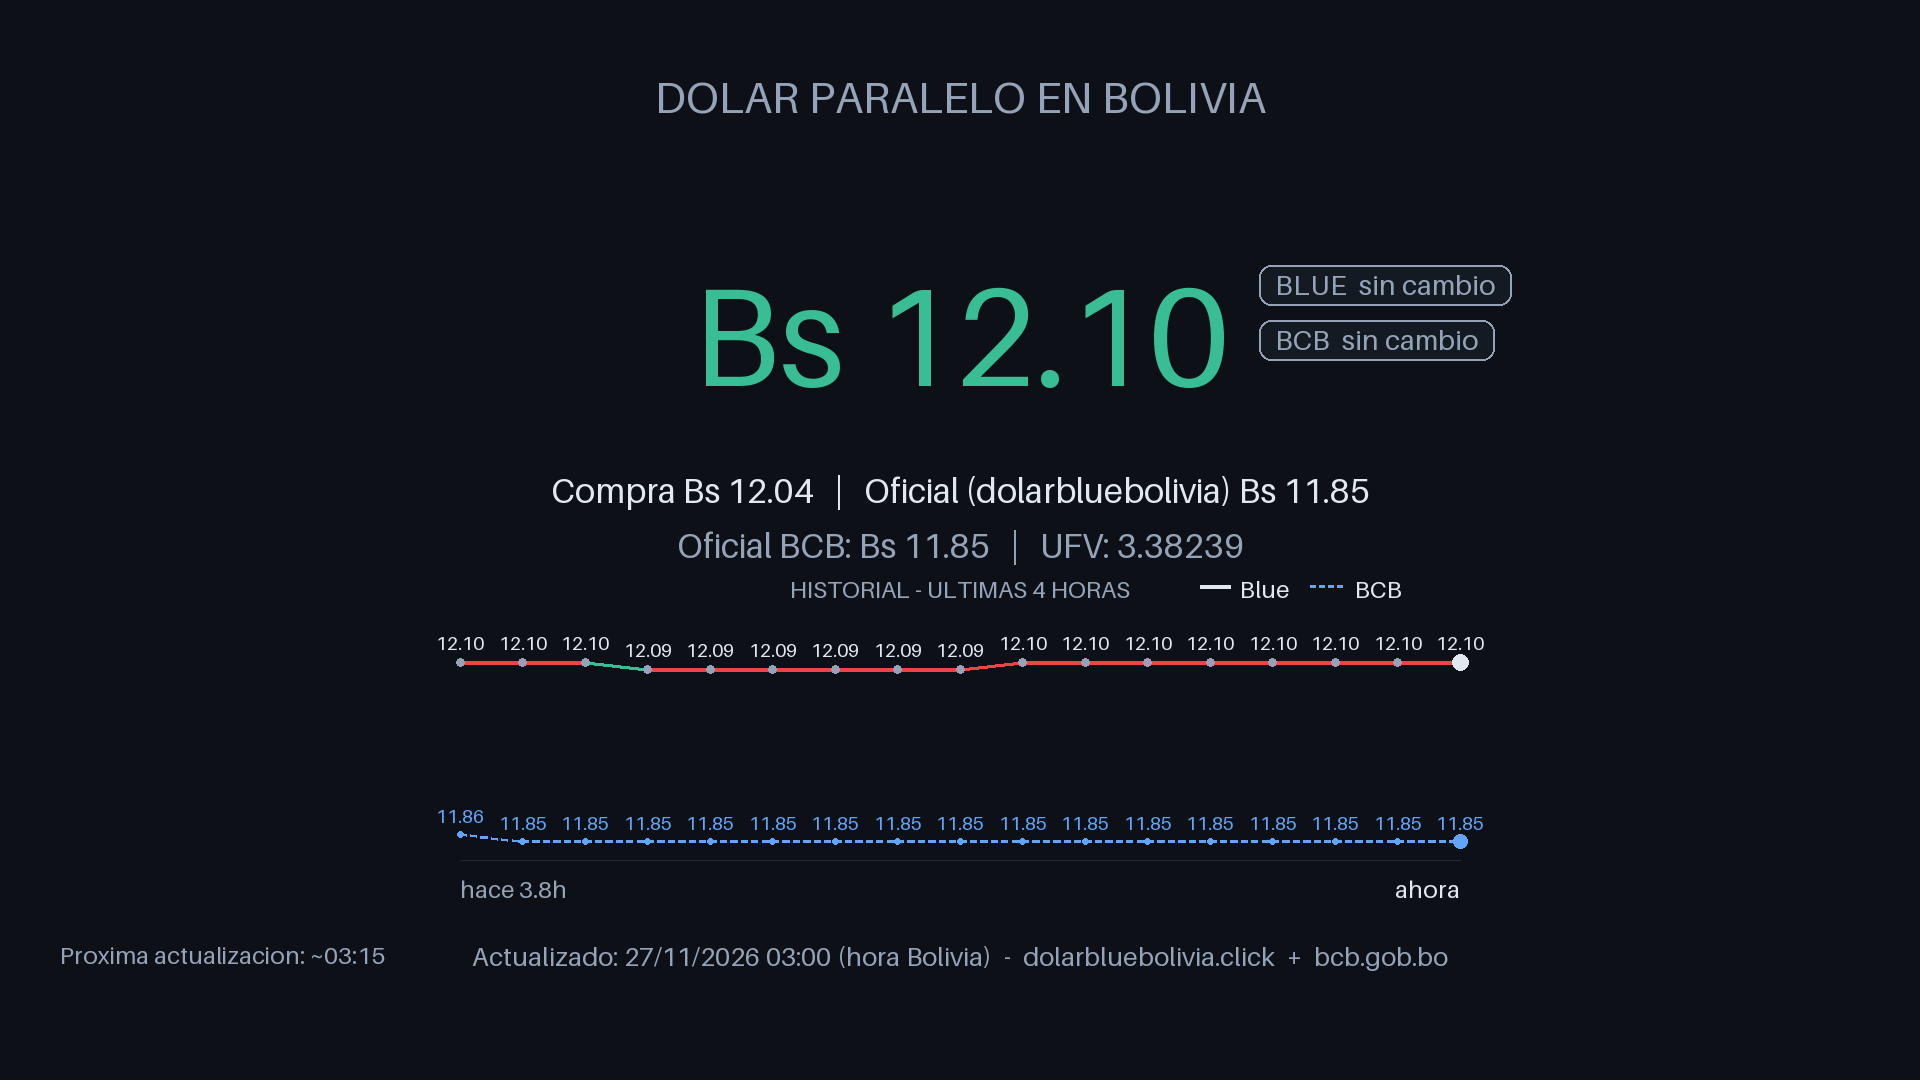 DOLAR PARALELO EN BOLIVIA
Bs 12.10
BLUE sin cambio
BCB sin cambio
Compra Bs 12.04 | Oficial (dolarbluebolivia) Bs 11.85
Oficial BCB: Bs 11.85 | UFV: 3.38239
HISTORIAL - ULTIMAS 4 HORAS Blue BCB
12.10 12.10 12.10 12.09 12.09 12.09 12.09 12.09 12.09 12.10 12.10 12.10 12.10 12.10 12.10 12.10 12.10
11.86 11.85 11.85 11.85 11.85 11.85 11.85 11.85 11.85 11.85 11.85 11.85 11.85 11.85 11.85 11.85 11.85
hace 3.8h ahora
Proxima actualizacion: ~03:15 Actualizado: 27/11/2026 03:00 (hora Bolivia) - dolarbluebolivia.click + bcb.gob.bo